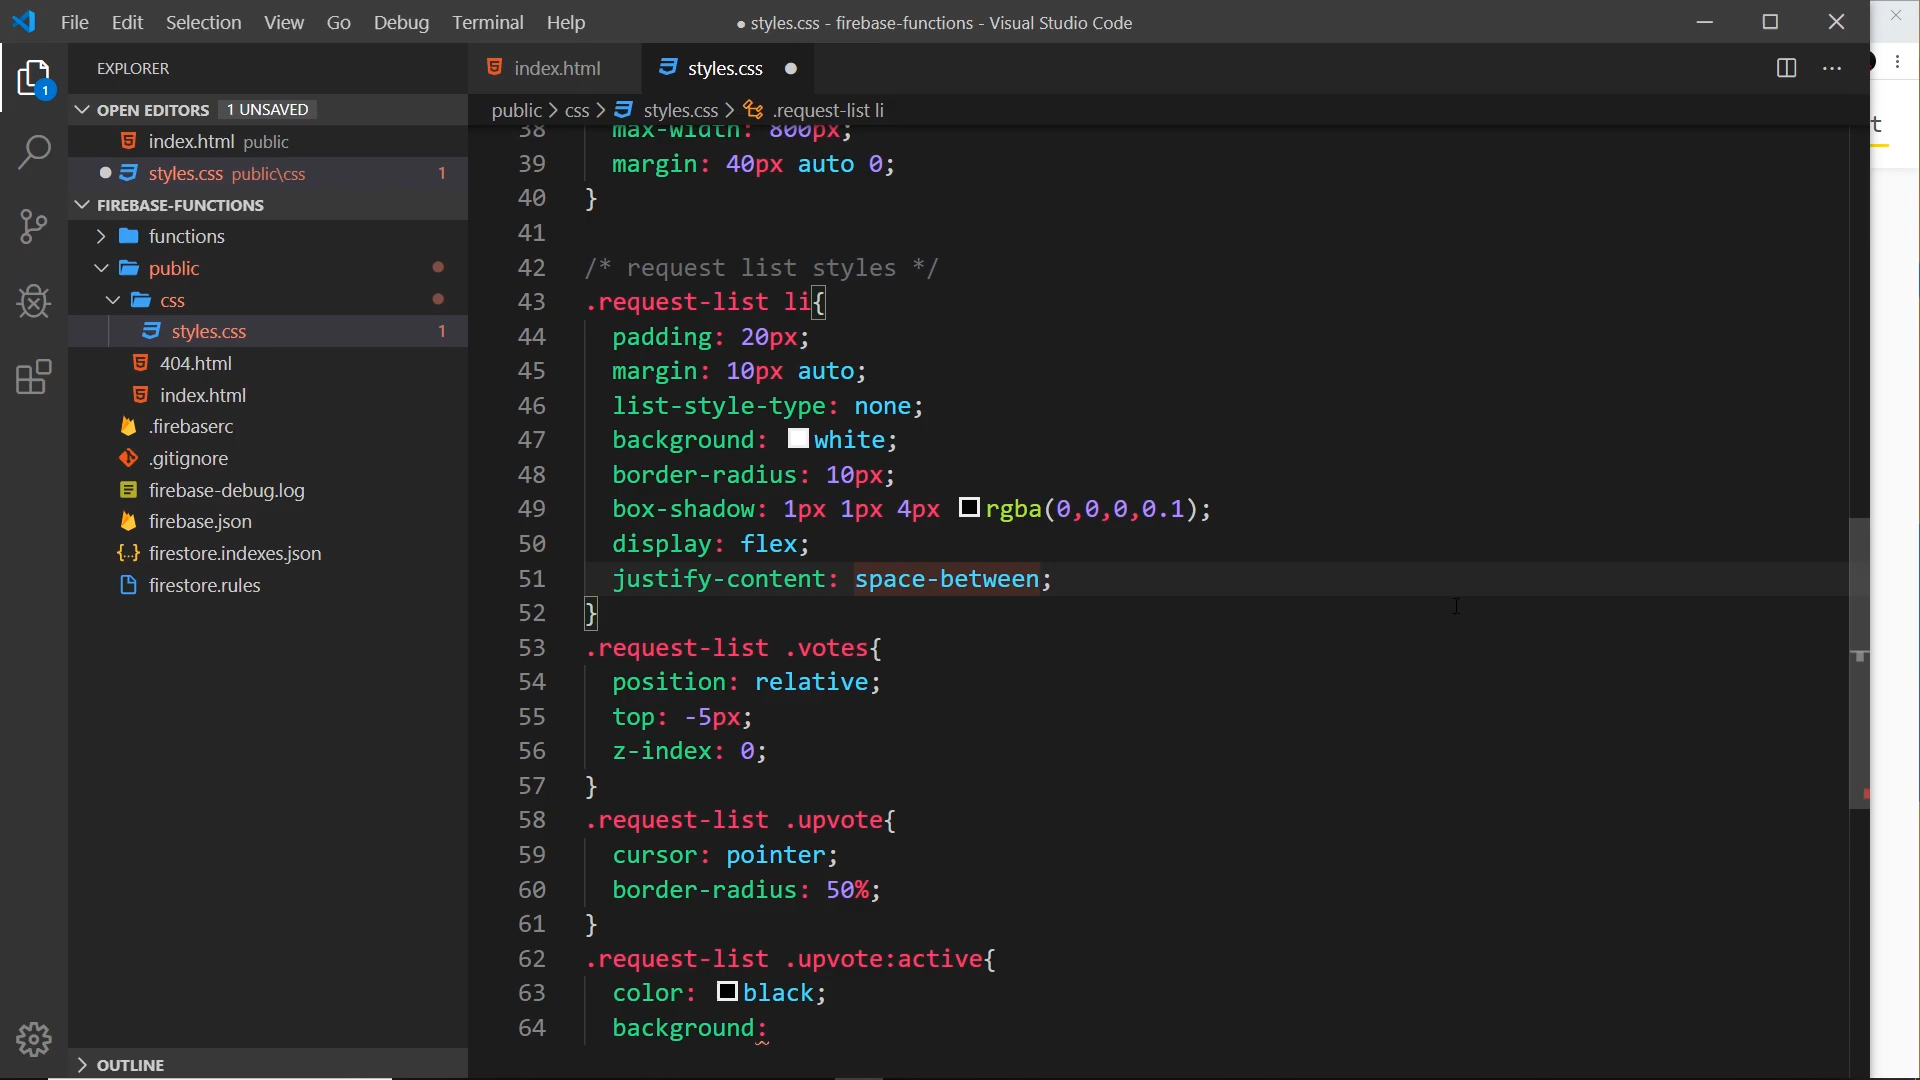 File Edit Selection View Go Debug Terminal Help
● styles.css - firebase-functions - Visual Studio Code
EXPLORER
OPEN EDITORS 1 UNSAVED
index.html public
styles.css public\css 1
FIREBASE-FUNCTIONS
functions
public
css
styles.css 1
404.html
index.html
.firebaserc
.gitignore
firebase-debug.log
firebase.json
firestore.indexes.json
firestore.rules
OUTLINE
1
index.html
styles.css
public > css > styles.css > .request-list li
38 max-width: 800px;
39 margin: 40px auto 0;
40 }
41
42 /* request list styles */
43 .request-list li{
44 padding: 20px;
45 margin: 10px auto;
46 list-style-type: none;
47 background: white;
48 border-radius: 10px;
49 box-shadow: 1px 1px 4px rgba(0,0,0,0.1);
50 display: flex;
51 justify-content: space-between;
52 }
53 .request-list .votes{
54 position: relative;
55 top: -5px;
56 z-index: 0;
57 }
58 .request-list .upvote{
59 cursor: pointer;
60 border-radius: 50%;
61 }
62 .request-list .upvote:active{
63 color: black;
64 background:
t